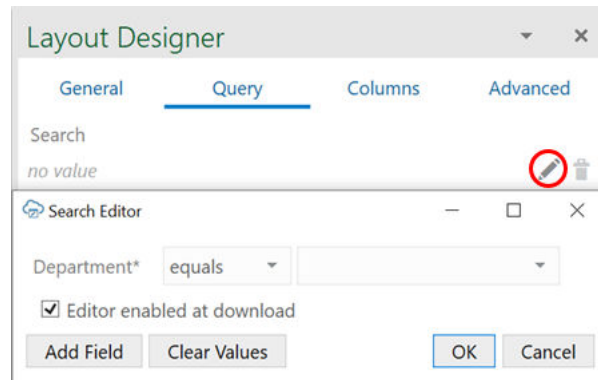 Layout Designer
General Query Columns Advanced
Search
no value
Search Editor
Department* equals
Editor enabled at download
Add Field Clear Values OK Cancel